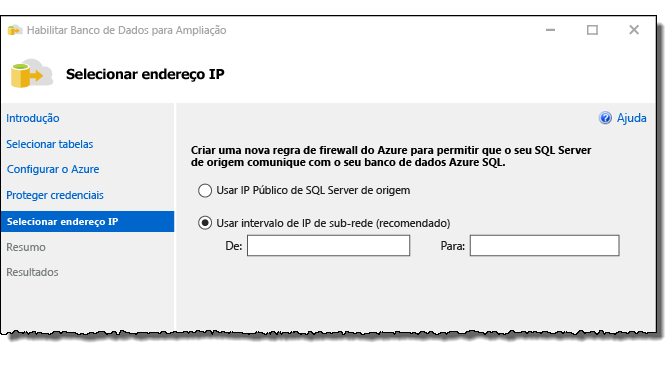 Habilitar Banco de Dados para Ampliação
Selecionar endereço IP
Introdução
Selecionar tabelas
Configurar o Azure
Proteger credenciais
Selecionar endereço IP
Resumo
Resultados
Ajuda
Criar uma nova regra de firewall do Azure para permitir que o seu SQL Server
de origem comunique com o seu banco de dados Azure SQL.
Usar IP Público de SQL Server de origem
Usar intervalo de IP de sub-rede (recomendado)
De: Para: